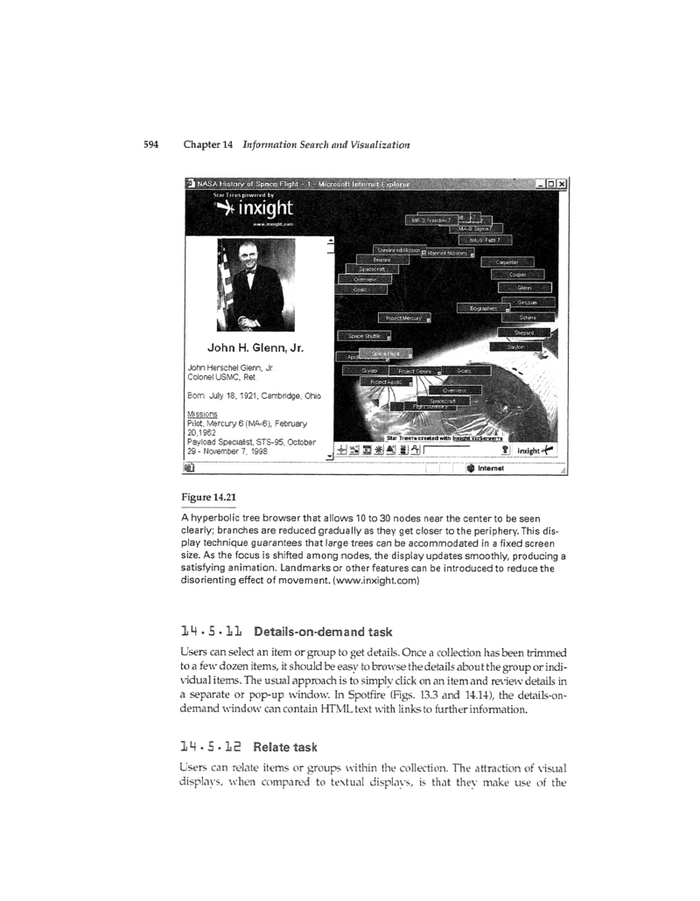 594 Chapter 14 Information Search and Visualization
NASA History of Space Flight - 1 - Microsoft Internet Explorer
Star Trees powered by
inxight
www.inxight.com
MR-3: Freedom 7
MA-8: Sigma 7
MA-9: Faith 7
Unmanned Mission
Manned Missions
Spacecraft
Overview
Goals
Carpenter
Cooper
Glenn
Grissom
Biographies
Schirra
Shepard
Slayton
Project Mercury
Space Shuttle
Space Flight
Skylab
Project Gemini
Goals
Project Apollo
Overview
Spacecraft
Flight Summary
John H. Glenn, Jr.
John Herschel Glenn, Jr.
Colonel USMC, Ret.
Born: July 18, 1921, Cambridge, Ohio
Missions
Pilot, Mercury 6 (MA-6), February
20,1962
Payload Specialist, STS-95, October
29 - November 7, 1998
Star Trees created with Inxight VizServer
inxight
Internet
Figure 14.21
A hyperbolic tree browser that allows 10 to 30 nodes near the center to be seen
clearly; branches are reduced gradually as they get closer to the periphery. This dis-
play technique guarantees that large trees can be accommodated in a fixed screen
size. As the focus is shifted among nodes, the display updates smoothly, producing a
satisfying animation. Landmarks or other features can be introduced to reduce the
disorienting effect of movement. (www.inxight.com)
14.5.11 Details-on-demand task
Users can select an item or group to get details. Once a collection has been trimmed
to a few dozen items, it should be easy to browse the details about the group or indi-
vidual items. The usual approach is to simply click on an item and review details in
a separate or pop-up window. In Spotfire (Figs. 13.3 and 14.14), the details-on-
demand window can contain HTML text with links to further information.
14.5.12 Relate task
Users can relate items or groups within the collection. The attraction of visual
displays, when compared to textual displays, is that they make use of the